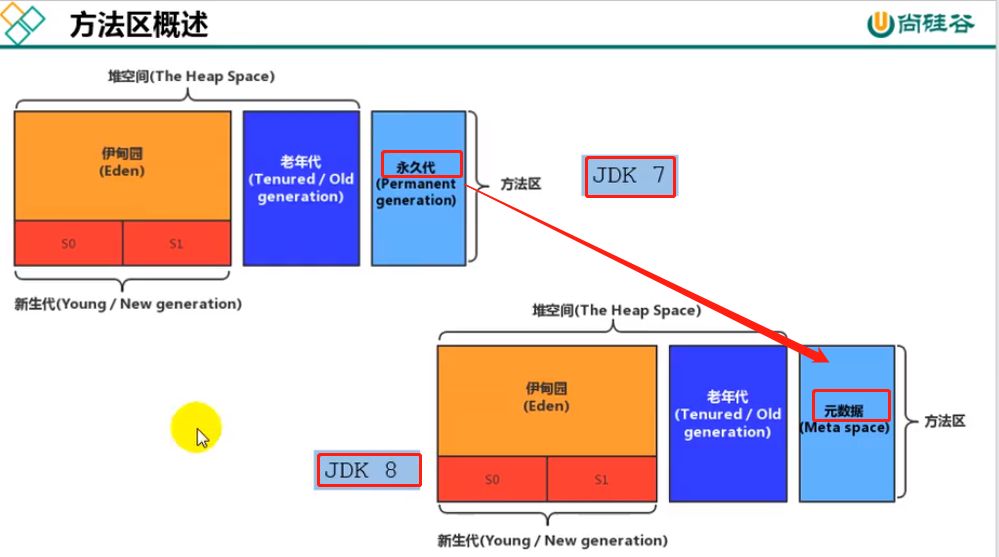 方法区概述
尚硅谷
堆空间(The Heap Space)
伊甸园
(Eden)
S0
S1
老年代
(Tenured / Old
generation)
永久代
(Permanent
generation)
方法区
JDK 7
新生代(Young / New generation)
堆空间(The Heap Space)
伊甸园
(Eden)
S0
S1
老年代
(Tenured / Old
generation)
元数据
(Meta space)
方法区
JDK 8
新生代(Young / New generation)